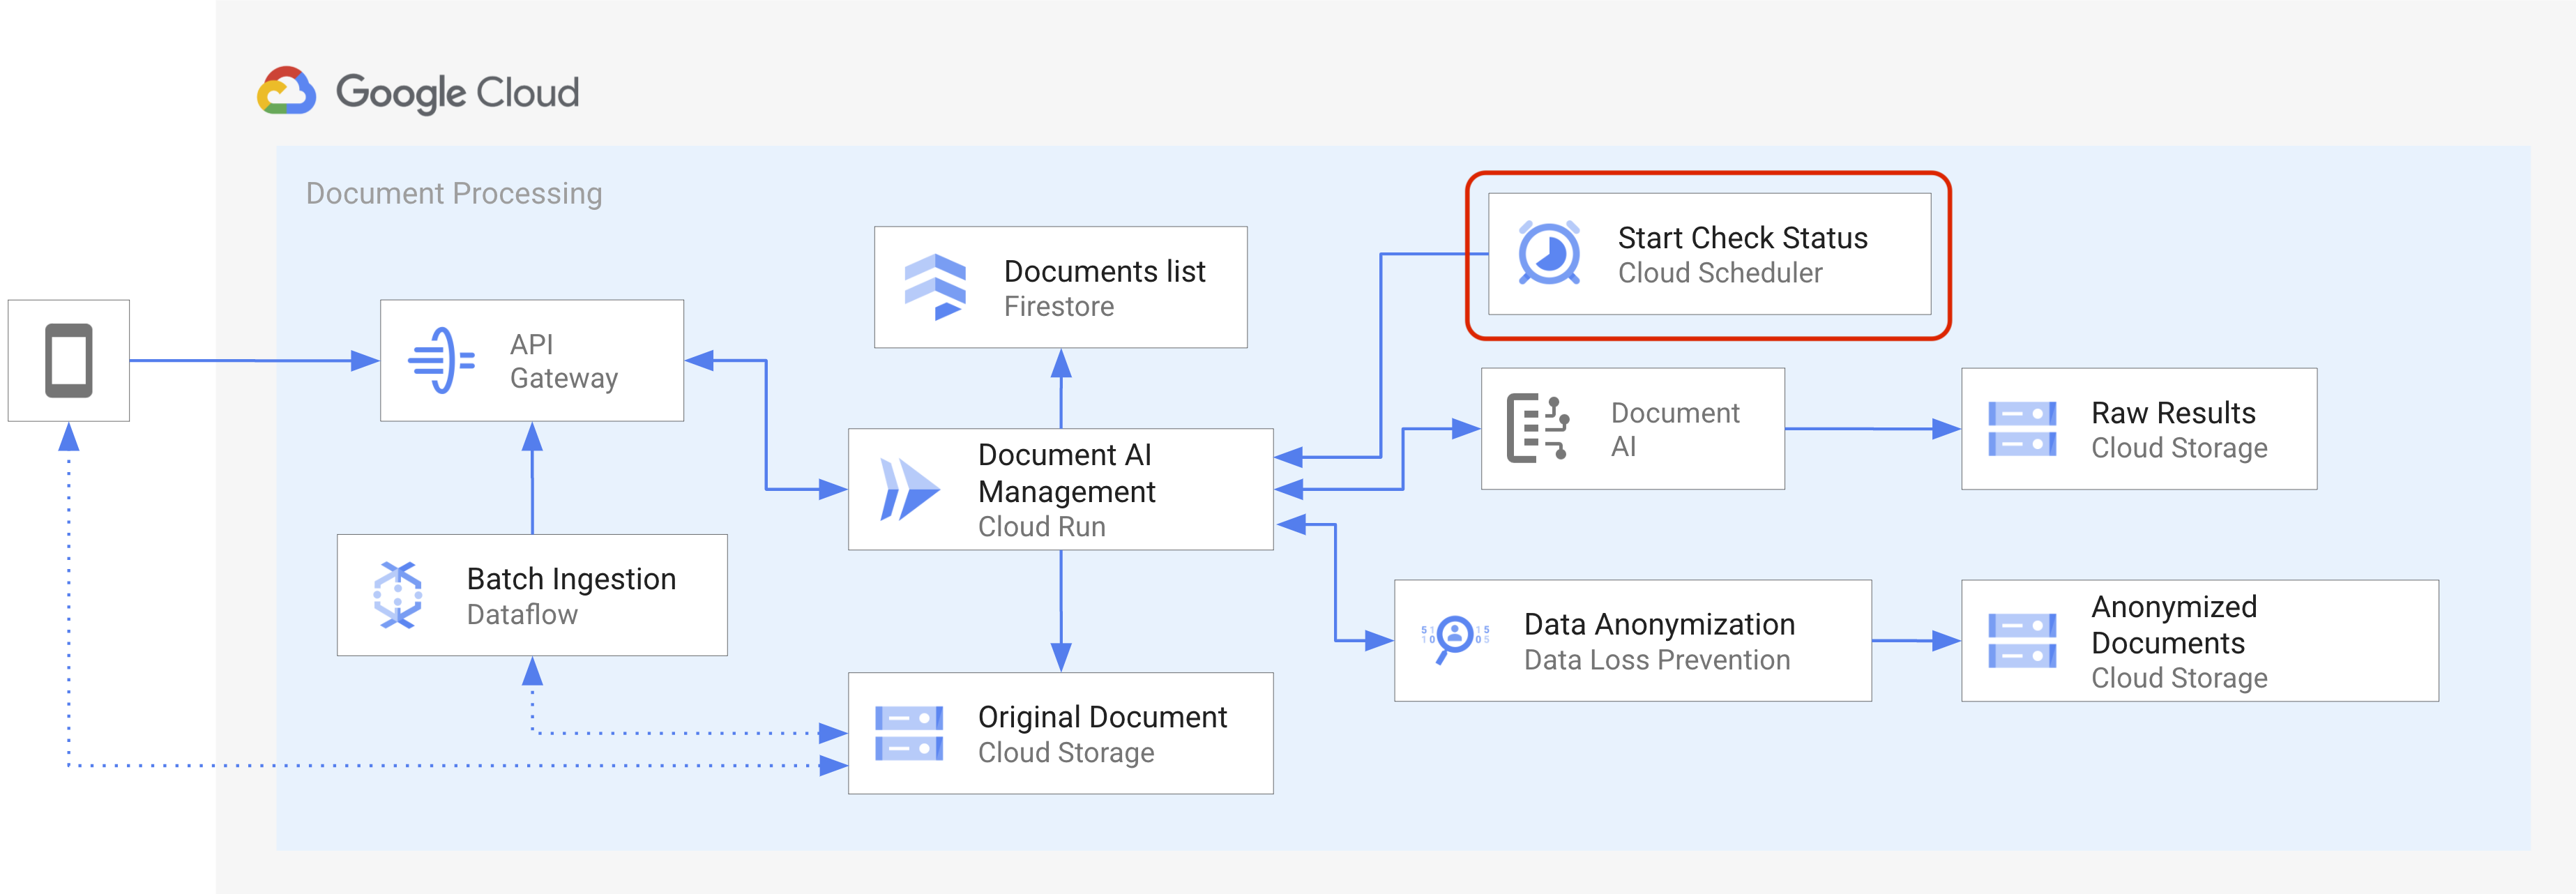 Google Cloud
Document Processing
Start Check Status
Cloud Scheduler
Documents list
Firestore
API
Gateway
Document
AI
Raw Results
Cloud Storage
Document AI
Management
Cloud Run
Batch Ingestion
Dataflow
Data Anonymization
Data Loss Prevention
Anonymized
Documents
Cloud Storage
Original Document
Cloud Storage